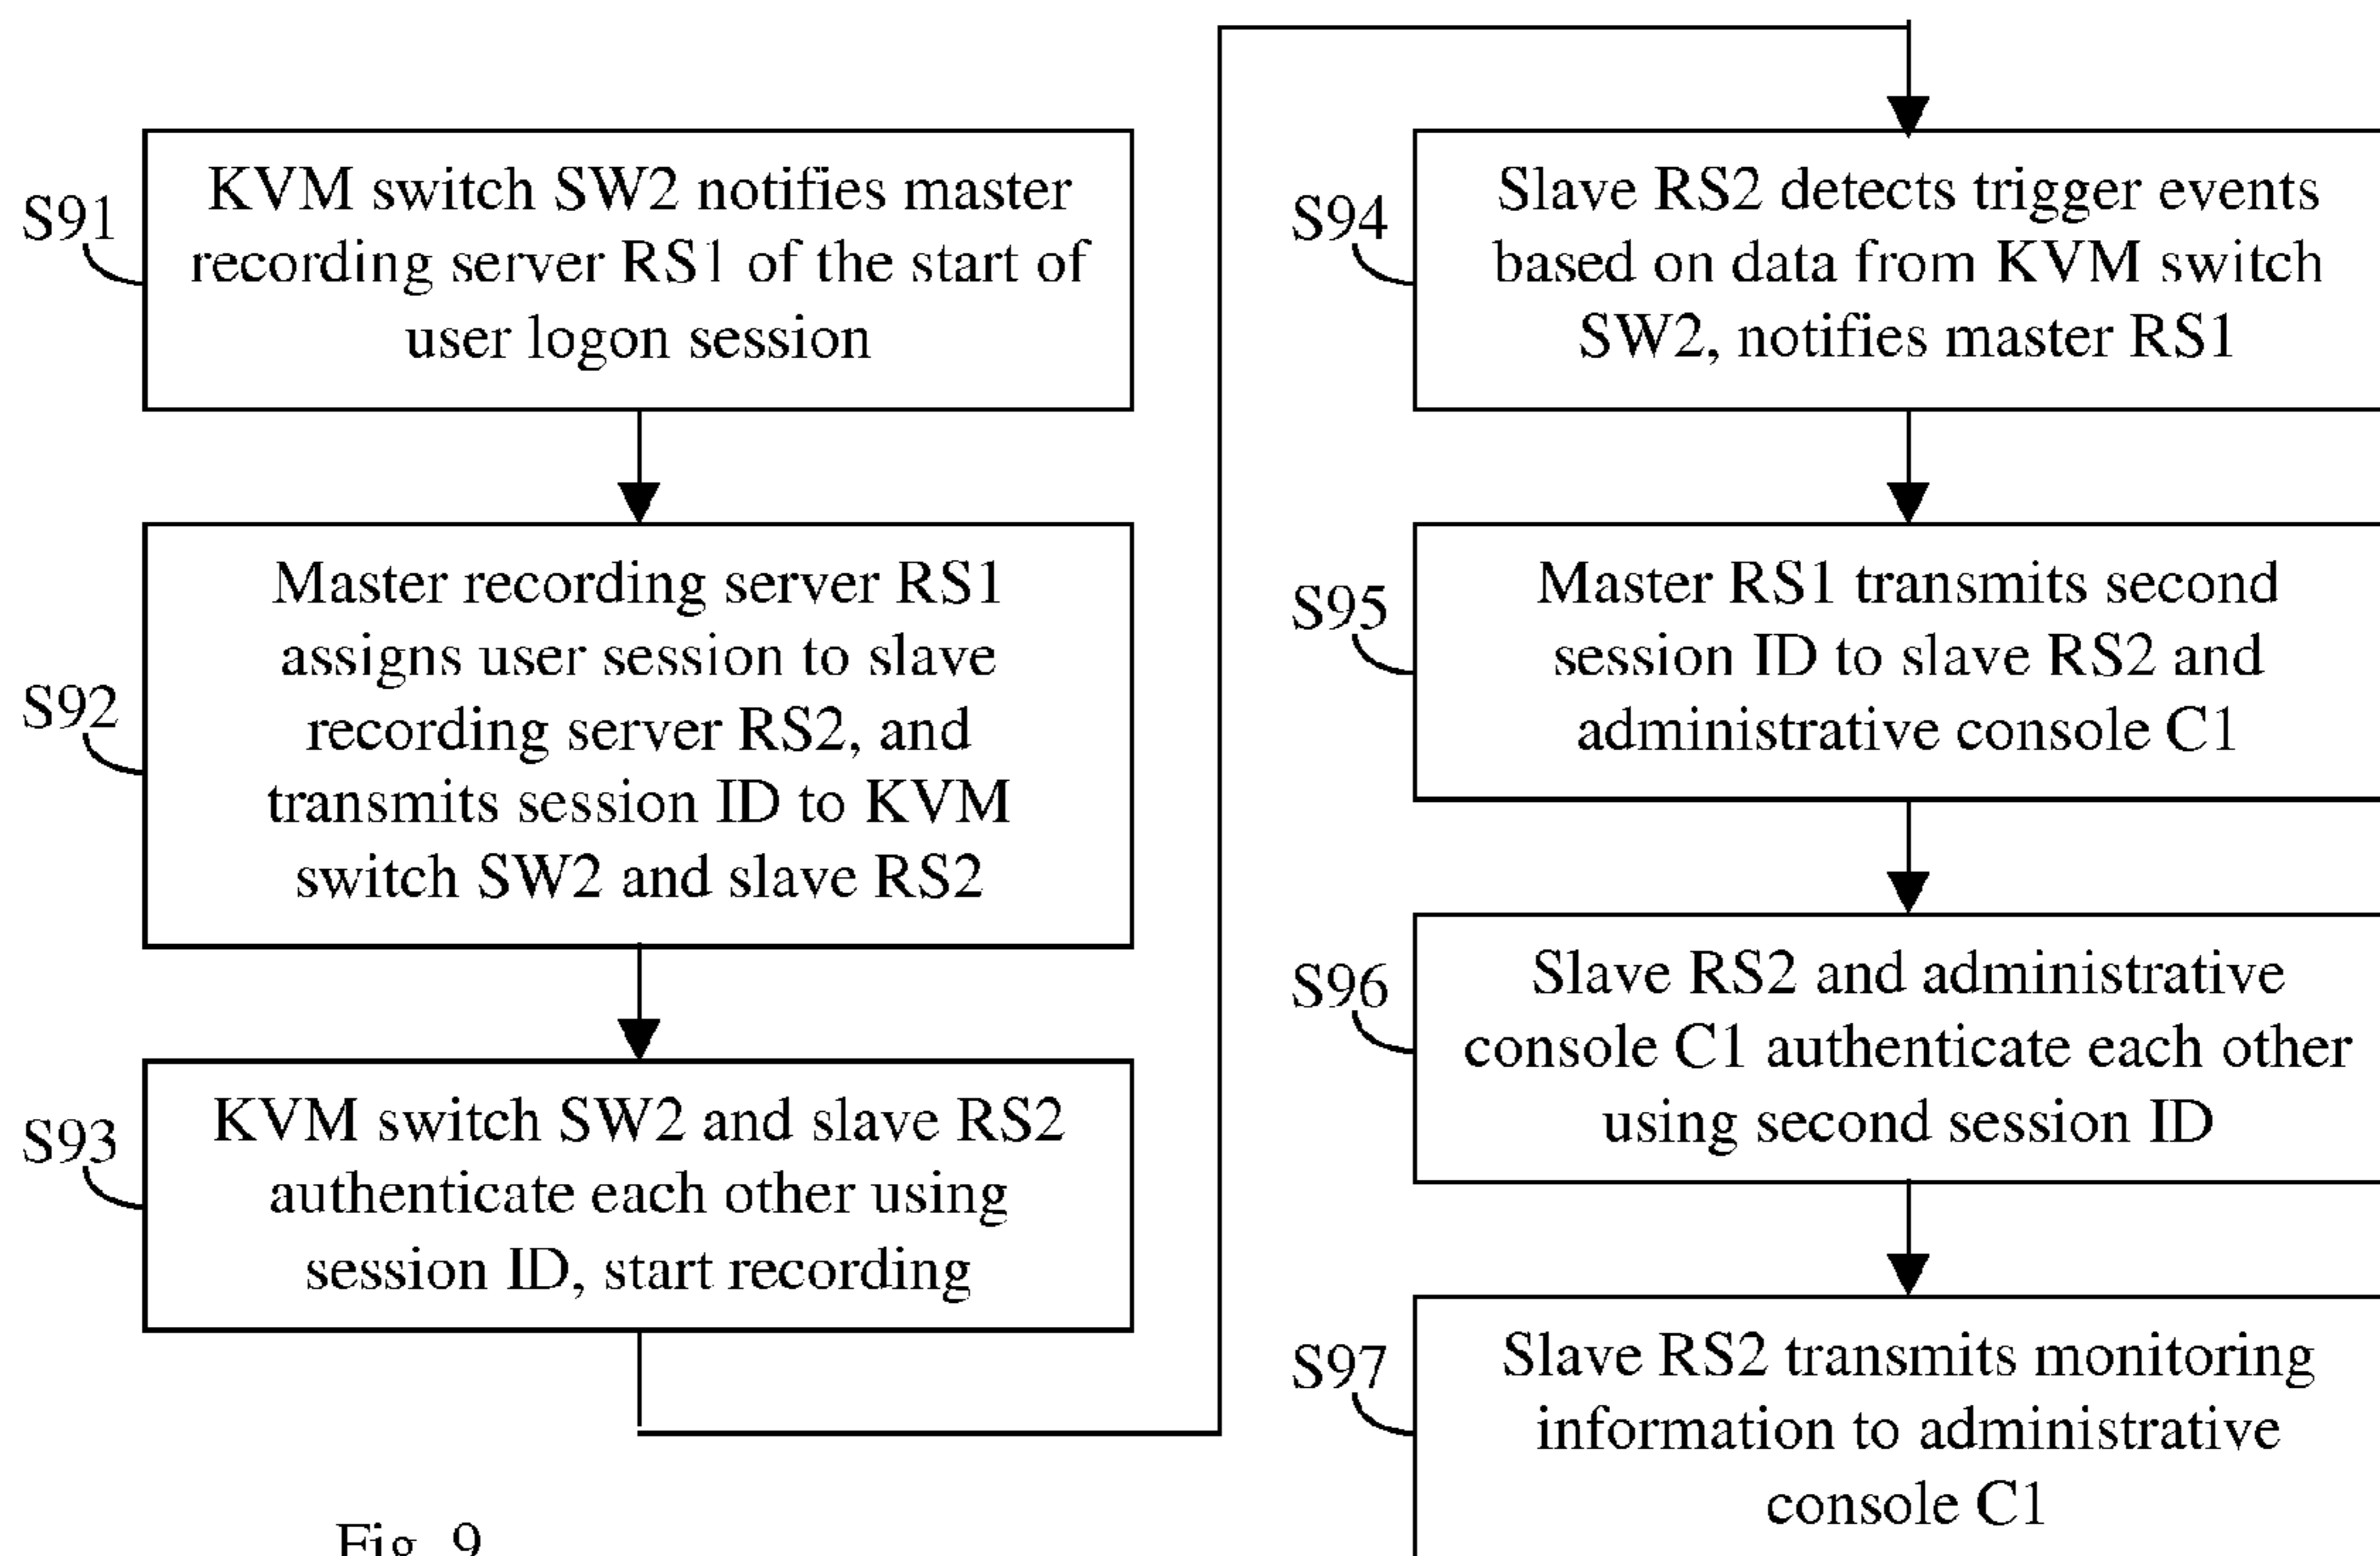 S91
KVM switch SW2 notifies master
recording server RS1 of the start of
user logon session
S92
Master recording server RS1
assigns user session to slave
recording server RS2, and
transmits session ID to KVM
switch SW2 and slave RS2
S93
KVM switch SW2 and slave RS2
authenticate each other using
session ID, start recording
S94
Slave RS2 detects trigger events
based on data from KVM switch
SW2, notifies master RS1
S95
Master RS1 transmits second
session ID to slave RS2 and
administrative console C1
S96
Slave RS2 and administrative
console C1 authenticate each other
using second session ID
S97
Slave RS2 transmits monitoring
information to administrative
console C1
Fig. 9